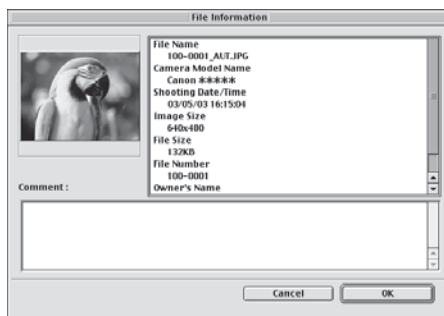 File Information
File Name
100-0001_AUT.JPG
Camera Model Name
Canon *****
Shooting Date/Time
03/05/03 16:15:04
Image Size
640x480
File Size
132KB
File Number
100-0001
Owner's Name
Comment :
Cancel
OK